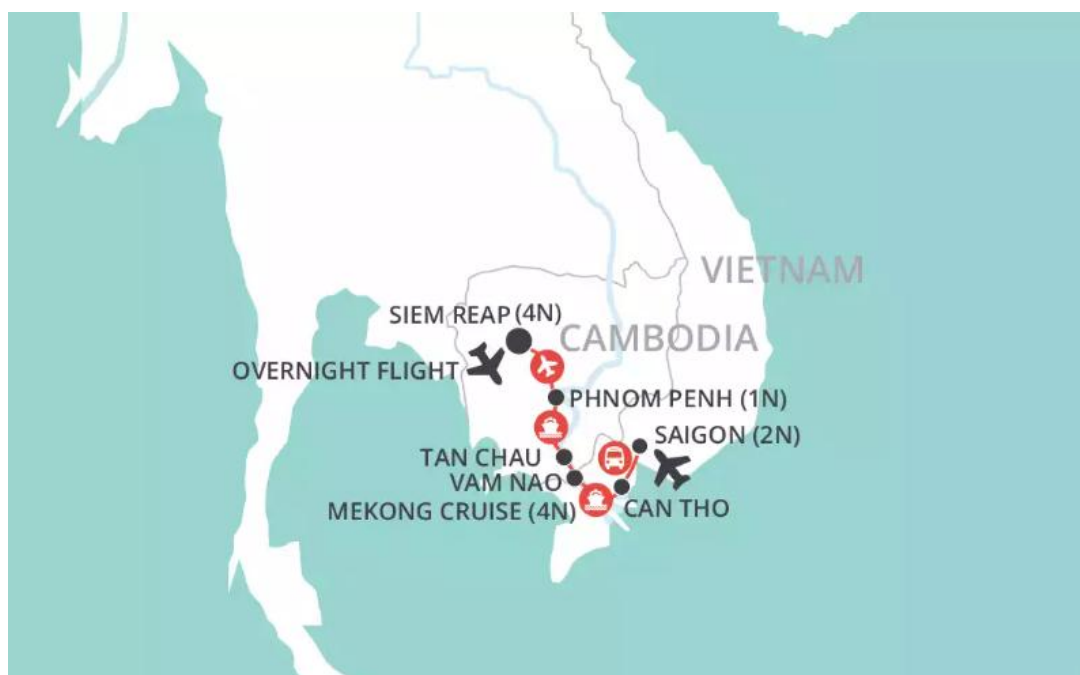 VIETNAM
SIEM REAP (4N)
CAMBODIA
OVERNIGHT FLIGHT
PHNOM PENH (1N)
SAIGON (2N)
TAN CHAU
VAM NAO
MEKONG CRUISE (4N)
CAN THO